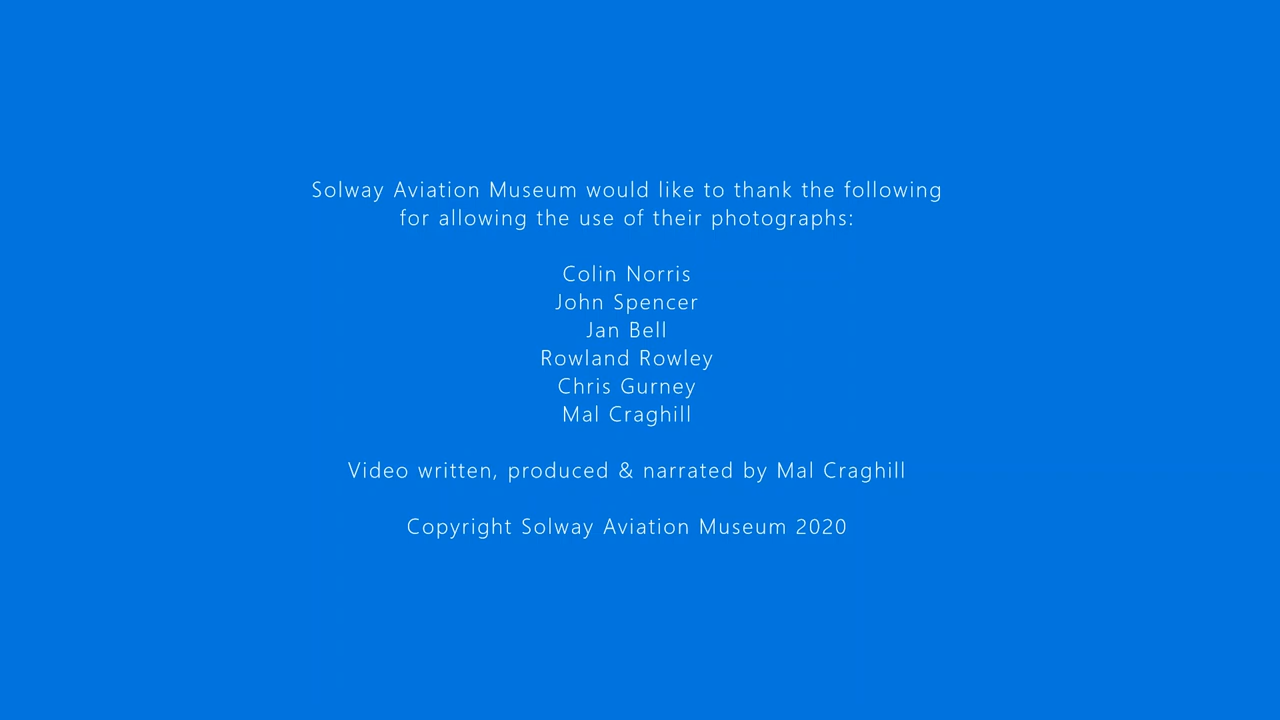 Solway Aviation Museum would like to thank the following
for allowing the use of their photographs:
Colin Norris
John Spencer
Jan Bell
Rowland Rowley
Chris Gurney
Mal Craghill
Video written, produced & narrated by Mal Craghill
Copyright Solway Aviation Museum 2020